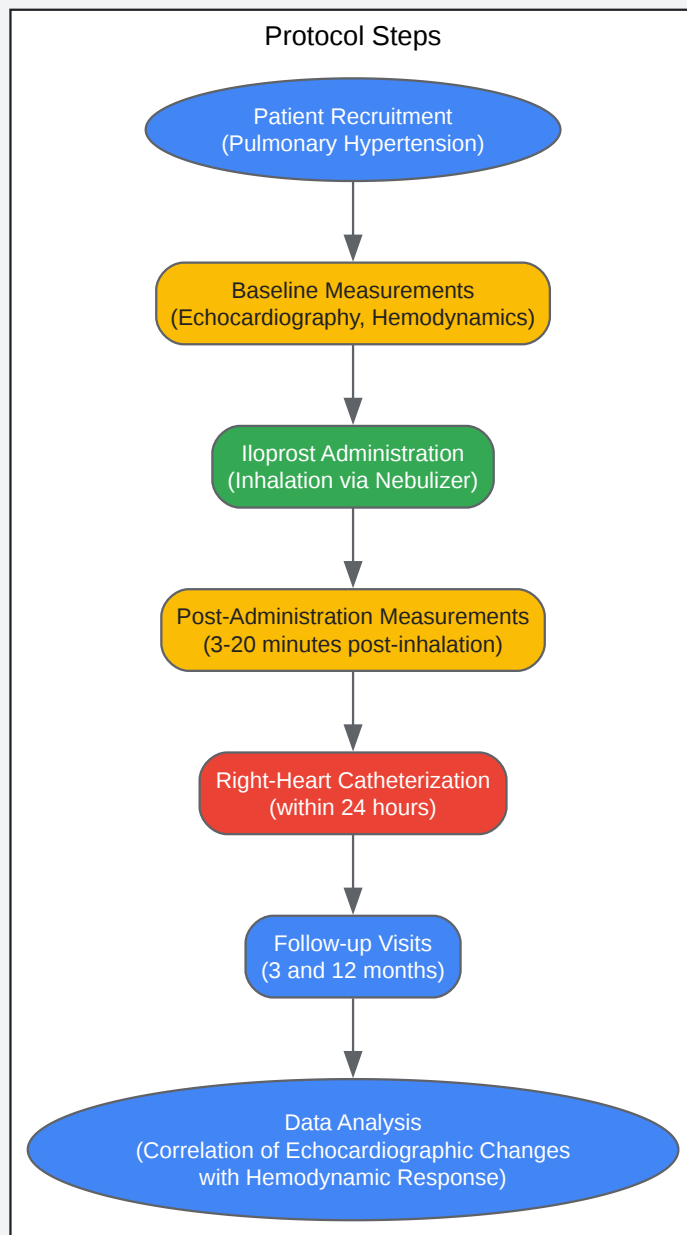 Protocol Steps
Patient Recruitment
(Pulmonary Hypertension)
Baseline Measurements
(Echocardiography, Hemodynamics)
Iloprost Administration
(Inhalation via Nebulizer)
Post-Administration Measurements
(3-20 minutes post-inhalation)
Right-Heart Catheterization
(within 24 hours)
Follow-up Visits
(3 and 12 months)
Data Analysis
(Correlation of Echocardiographic Changes
with Hemodynamic Response)